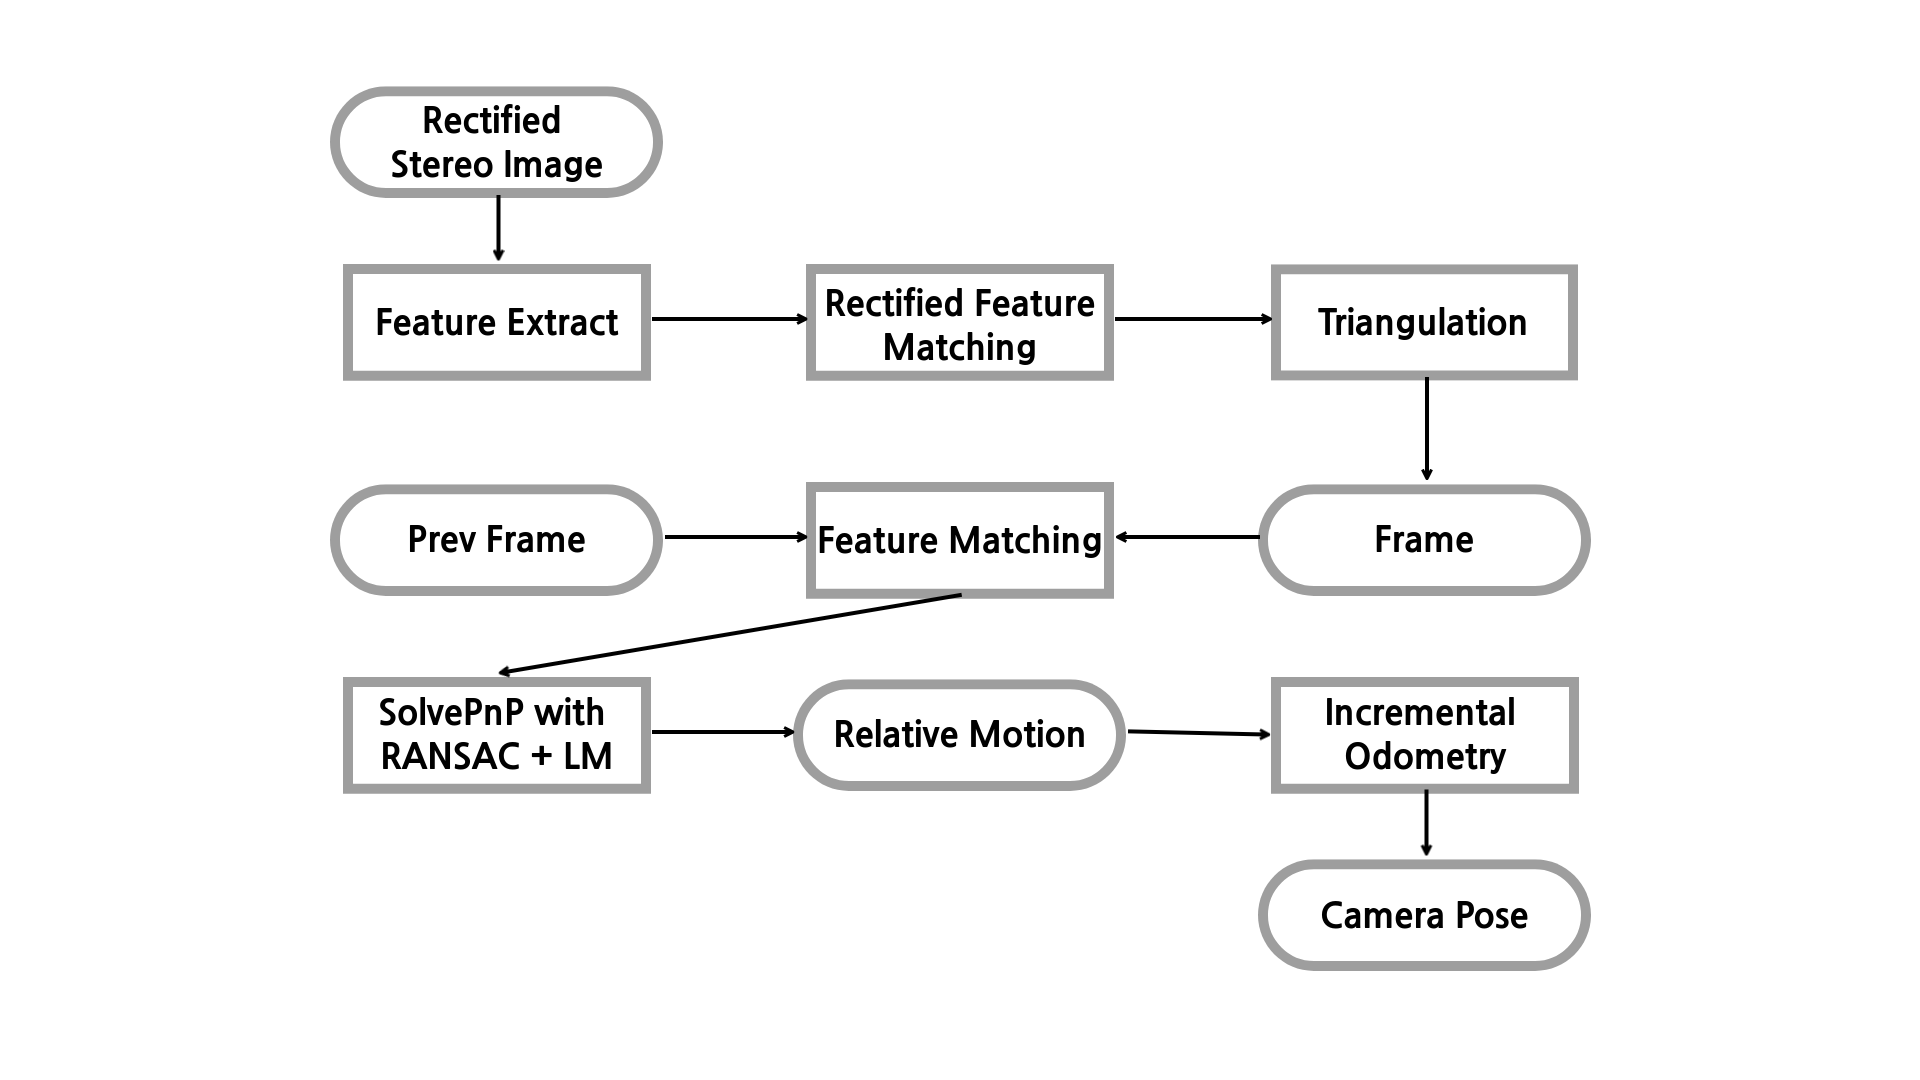 Rectified
Stereo Image
Feature Extract
Rectified Feature
Matching
Triangulation
Prev Frame
Feature Matching
Frame
SolvePnP with
RANSAC + LM
Relative Motion
Incremental
Odometry
Camera Pose